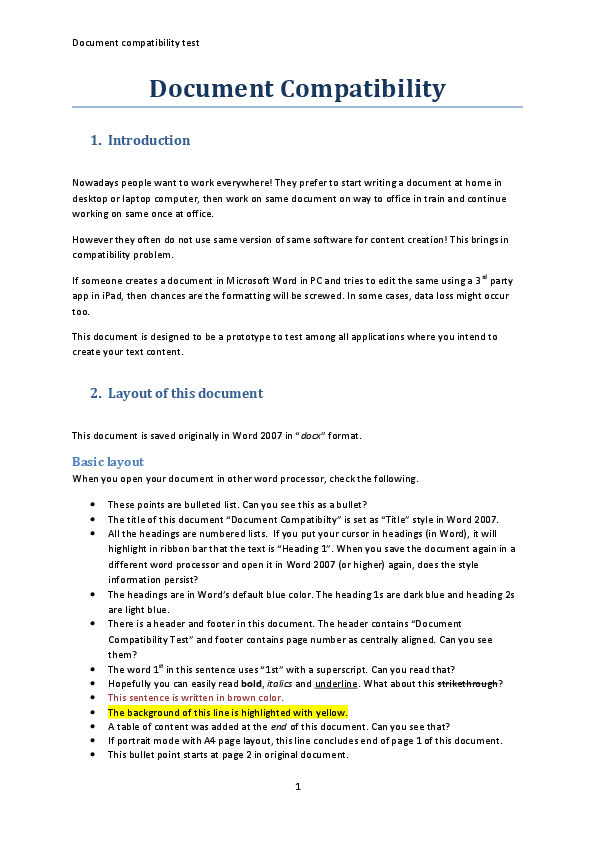 Document compatibility test
Document Compatibility
1. Introduction
Nowadays people want to work everywhere! They prefer to start writing a document at home in
desktop or laptop computer, then work on same document on way to office in train and continue
working on same once at office.
However they often do not use same version of same software for content creation! This brings in
compatibility problem.
If someone creates a document in Microsoft Word in PC and tries to edit the same using a 3rd party
app in iPad, then chances are the formatting will be screwed. In some cases, data loss might occur
too.
This document is designed to be a prototype to test among all applications where you intend to
create your text content.
2. Layout of this document
This document is saved originally in Word 2007 in “docx” format.
Basic layout
When you open your document in other word processor, check the following.
• These points are bulleted list. Can you see this as a bullet?
• The title of this document “Document Compatibilty” is set as “Title” style in Word 2007.
• All the headings are numbered lists. If you put your cursor in headings (in Word), it will
highlight in ribbon bar that the text is “Heading 1”. When you save the document again in a
different word processor and open it in Word 2007 (or higher) again, does the style
information persist?
• The headings are in Word’s default blue color. The heading 1s are dark blue and heading 2s
are light blue.
• There is a header and footer in this document. The header contains “Document
Compatibility Test” and footer contains page number as centrally aligned. Can you see
them?
• The word 1st in this sentence uses “1st” with a superscript. Can you read that?
• Hopefully you can easily read bold, italics and underline. What about this strikethrough?
• This sentence is written in brown color.
• The background of this line is highlighted with yellow.
• A table of content was added at the end of this document. Can you see that?
• If portrait mode with A4 page layout, this line concludes end of page 1 of this document.
• This bullet point starts at page 2 in original document.
1